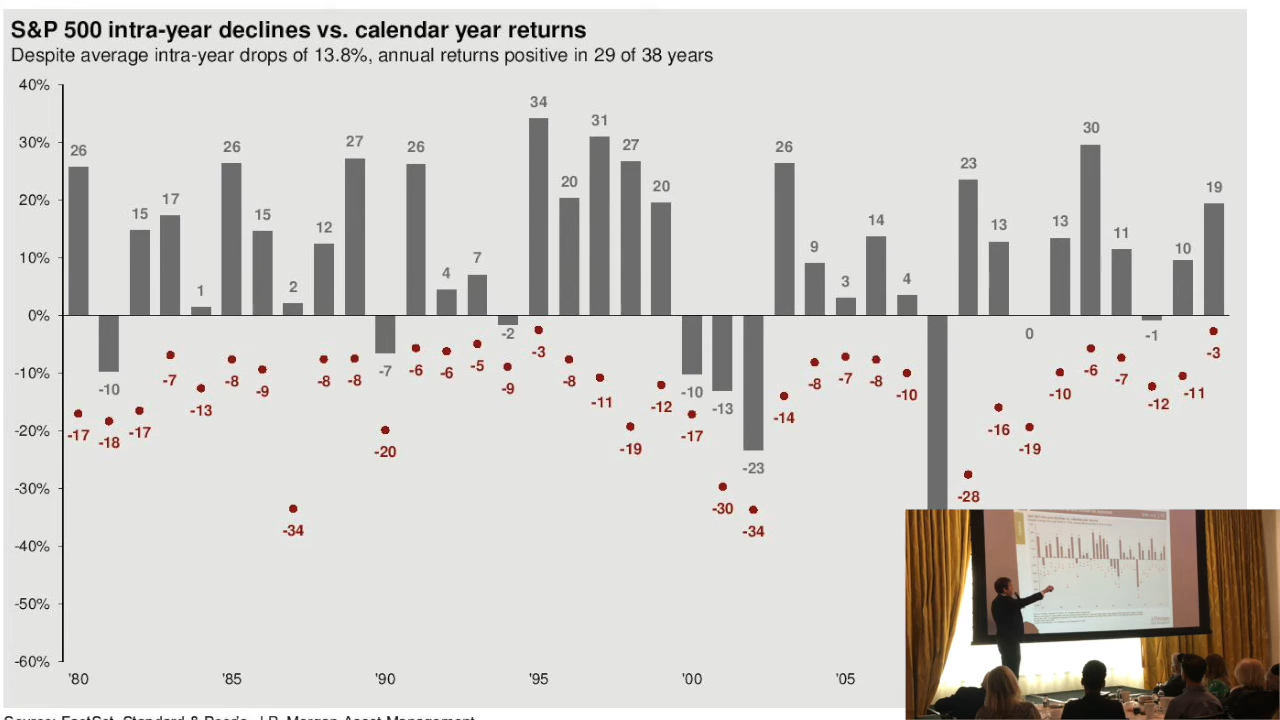 S&P 500 intra-year declines vs. calendar year returns
Despite average intra-year drops of 13.8%, annual returns positive in 29 of 38 years
40%
30%
20%
10%
0%
-10%
-20%
-30%
-40%
-50%
-60%
26 -10 15 17 1 26 15 2 12 27 -7 26 4 7 -2 34 20 31 27 20 -10 -13 -23 26 9 3 14 4 23 13 0 13 30 11 -1 10 19
-17 -18 -17 -7 -13 -8 -9 -34 -8 -8 -20 -6 -6 -5 -9 -3 -8 -11 -19 -12 -17 -30 -34 -14 -8 -7 -8 -10 -28 -16 -19 -10 -6 -7 -12 -11 -3
'80 '85 '90 '95 '00 '05
Source: FactSet, Standard & Poor's, J.P. Morgan Asset Management